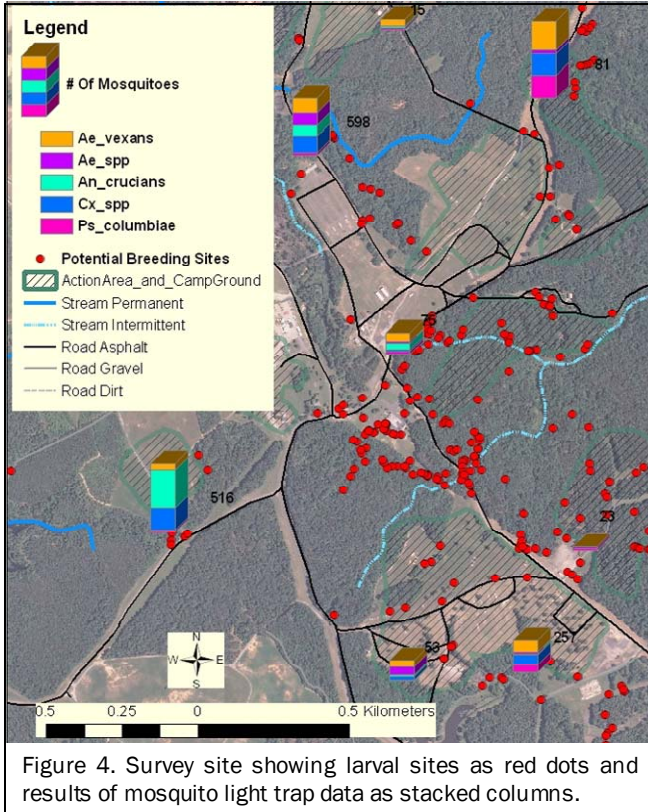 Legend
# Of Mosquitoes
Ae_vexans
Ae_spp
An_crucians
Cx_spp
Ps_columbiae
Potential Breeding Sites
ActionArea_and_CampGround
Stream Permanent
Stream Intermittent
Road Asphalt
Road Gravel
Road Dirt
15
81
598
76
516
23
53
25
N
W E
S
0.5 0.25 0 0.5 Kilometers
Figure 4. Survey site showing larval sites as red dots and
results of mosquito light trap data as stacked columns.